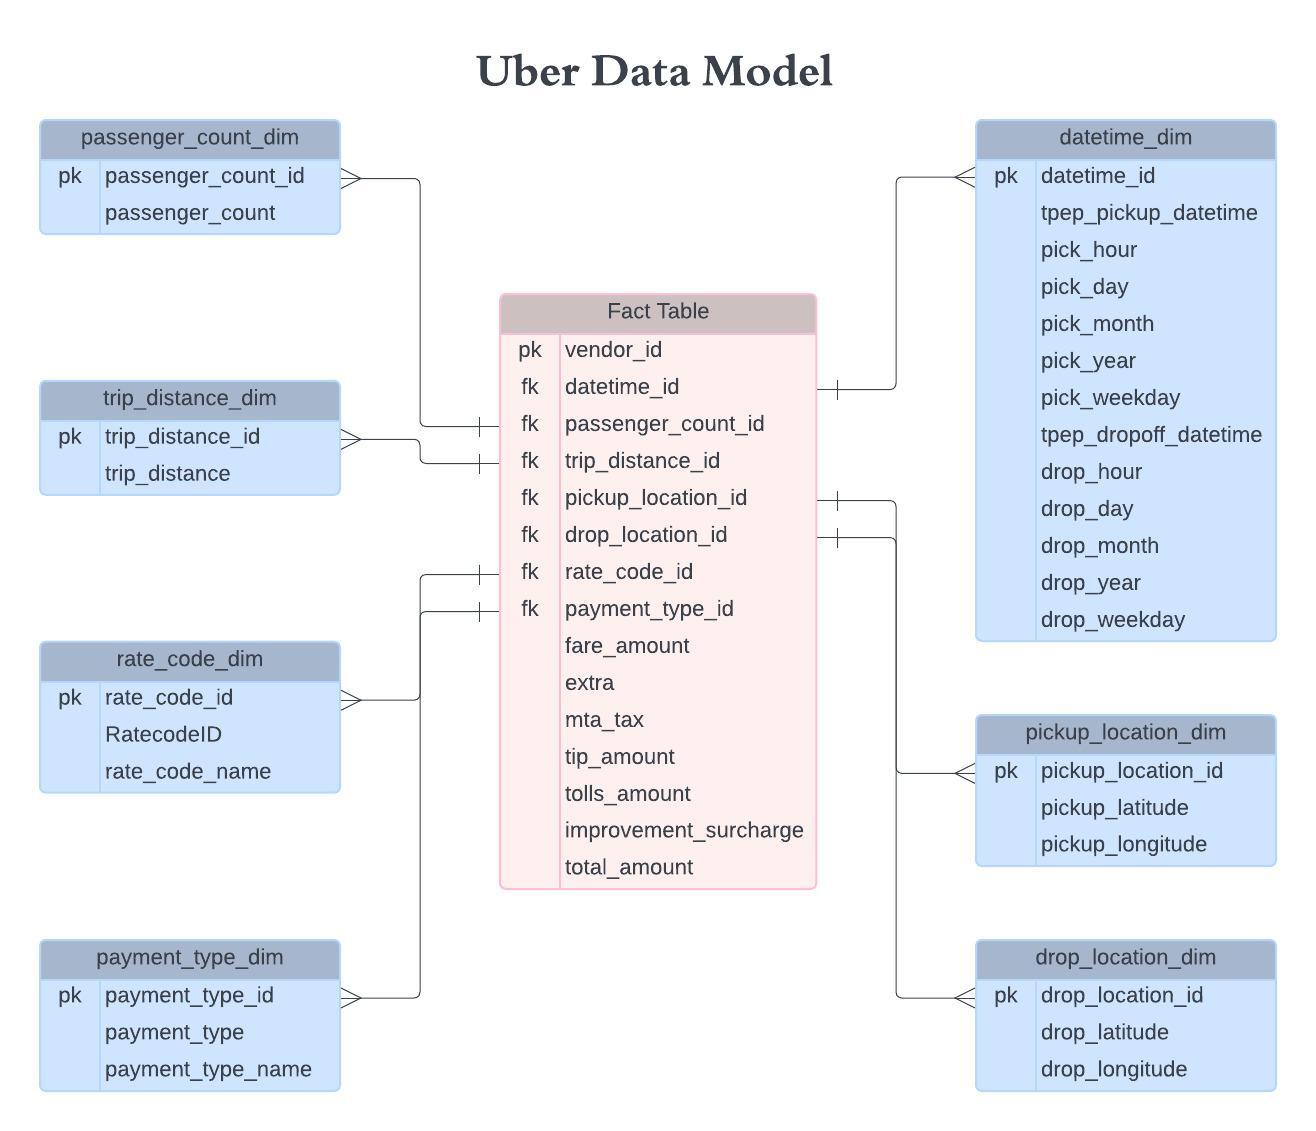 Uber Data Model
passenger_count_dim
pk passenger_count_id
passenger_count
trip_distance_dim
pk trip_distance_id
trip_distance
rate_code_dim
pk rate_code_id
RatecodeID
rate_code_name
payment_type_dim
pk payment_type_id
payment_type
payment_type_name
Fact Table
pk vendor_id
fk datetime_id
fk passenger_count_id
fk trip_distance_id
fk pickup_location_id
fk drop_location_id
fk rate_code_id
fk payment_type_id
fare_amount
extra
mta_tax
tip_amount
tolls_amount
improvement_surcharge
total_amount
datetime_dim
pk datetime_id
tpep_pickup_datetime
pick_hour
pick_day
pick_month
pick_year
pick_weekday
tpep_dropoff_datetime
drop_hour
drop_day
drop_month
drop_year
drop_weekday
pickup_location_dim
pk pickup_location_id
pickup_latitude
pickup_longitude
drop_location_dim
pk drop_location_id
drop_latitude
drop_longitude